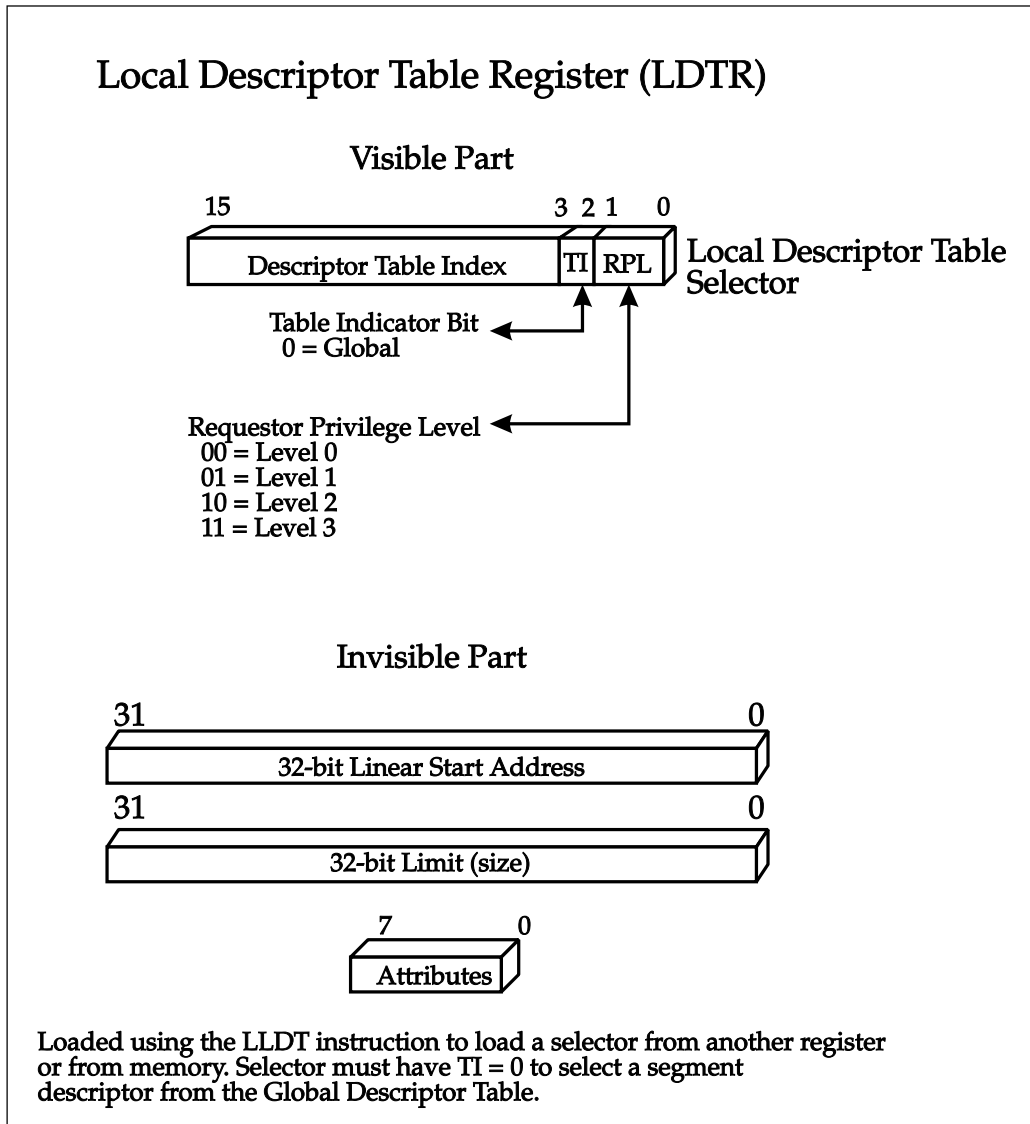 Local Descriptor Table Register (LDTR)
Visible Part
15 3 2 1 0
Descriptor Table Index TI RPL
Local Descriptor Table
Selector
Table Indicator Bit
0 = Global
Requestor Privilege Level
00 = Level 0
01 = Level 1
10 = Level 2
11 = Level 3
Invisible Part
31 0
32-bit Linear Start Address
31 0
32-bit Limit (size)
7 0
Attributes
Loaded using the LLDT instruction to load a selector from another register
or from memory. Selector must have TI = 0 to select a segment
descriptor from the Global Descriptor Table.